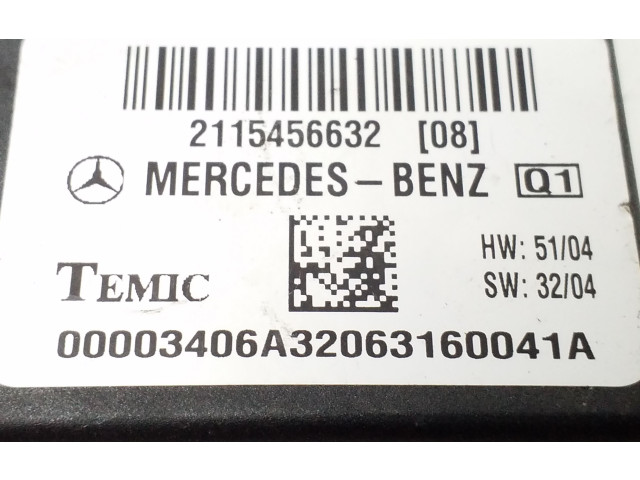 2115456632 [08]
MERCEDES-BENZ Q1
HW: 51/04
TEMIC SW: 32/04
00003406A32063160041A